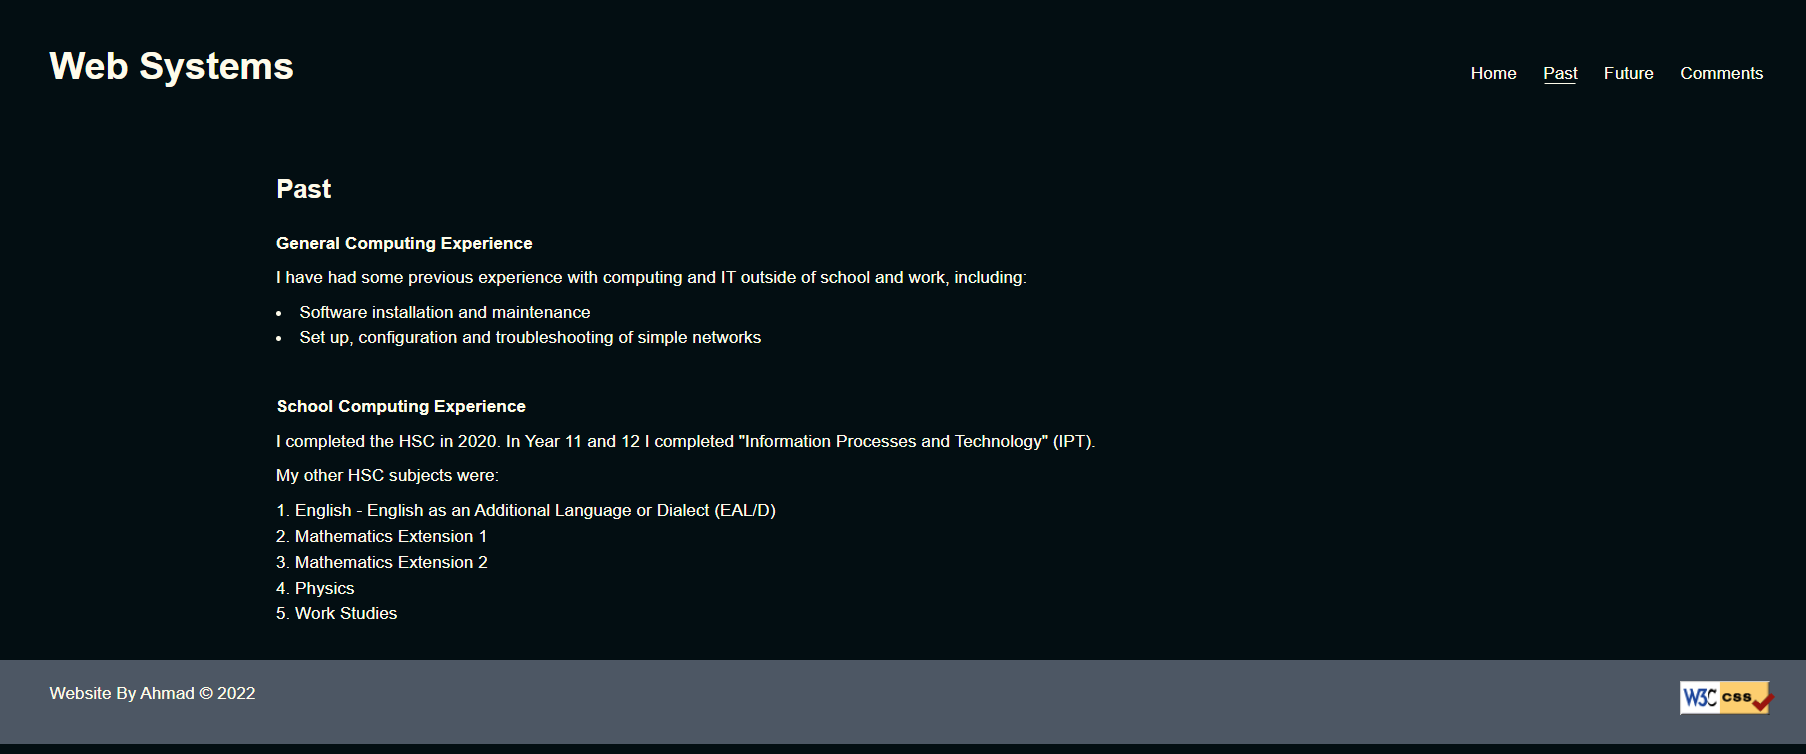 Web Systems
Home Past Future Comments
Past
General Computing Experience
I have had some previous experience with computing and IT outside of school and work, including:
• Software installation and maintenance
• Set up, configuration and troubleshooting of simple networks
School Computing Experience
I completed the HSC in 2020. In Year 11 and 12 I completed "Information Processes and Technology" (IPT).
My other HSC subjects were:
1. English - English as an Additional Language or Dialect (EAL/D)
2. Mathematics Extension 1
3. Mathematics Extension 2
4. Physics
5. Work Studies
Website By Ahmad © 2022
W3C css